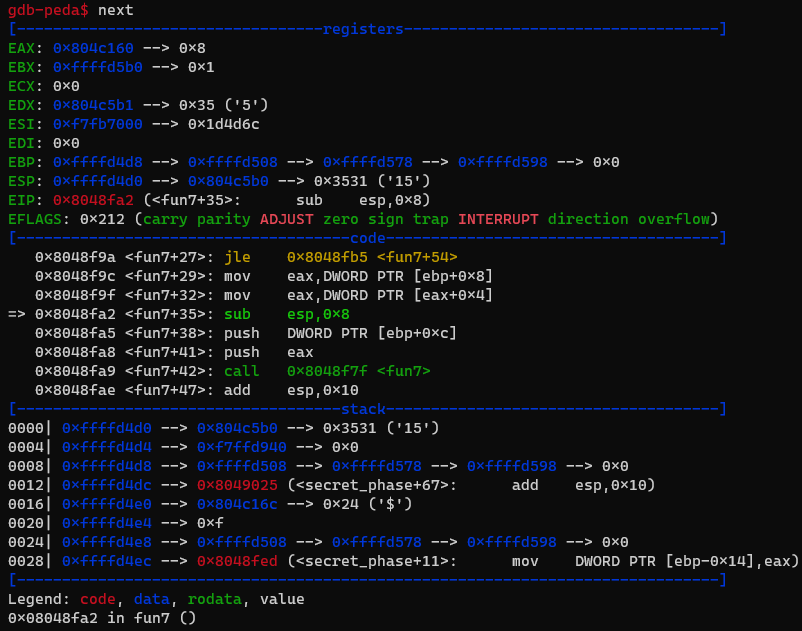 gdb-peda$ next
[----------------------------------registers-----------------------------------]
EAX: 0x804c160 --> 0x8
EBX: 0xffffd5b0 --> 0x1
ECX: 0x0
EDX: 0x804c5b1 --> 0x35 ('5')
ESI: 0xf7fb7000 --> 0x1d4d6c
EDI: 0x0
EBP: 0xffffd4d8 --> 0xffffd508 --> 0xffffd578 --> 0xffffd598 --> 0x0
ESP: 0xffffd4d0 --> 0x804c5b0 --> 0x3531 ('15')
EIP: 0x8048fa2 (<fun7+35>:      sub    esp,0x8)
EFLAGS: 0x212 (carry parity ADJUST zero sign trap INTERRUPT direction overflow)
[-------------------------------------code-------------------------------------]
   0x8048f9a <fun7+27>: jle    0x8048fb5 <fun7+54>
   0x8048f9c <fun7+29>: mov    eax,DWORD PTR [ebp+0x8]
   0x8048f9f <fun7+32>: mov    eax,DWORD PTR [eax+0x4]
=> 0x8048fa2 <fun7+35>: sub    esp,0x8
   0x8048fa5 <fun7+38>: push   DWORD PTR [ebp+0xc]
   0x8048fa8 <fun7+41>: push   eax
   0x8048fa9 <fun7+42>: call   0x8048f7f <fun7>
   0x8048fae <fun7+47>: add    esp,0x10
[------------------------------------stack-------------------------------------]
0000| 0xffffd4d0 --> 0x804c5b0 --> 0x3531 ('15')
0004| 0xffffd4d4 --> 0xf7ffd940 --> 0x0
0008| 0xffffd4d8 --> 0xffffd508 --> 0xffffd578 --> 0xffffd598 --> 0x0
0012| 0xffffd4dc --> 0x8049025 (<secret_phase+67>:      add    esp,0x10)
0016| 0xffffd4e0 --> 0x804c16c --> 0x24 ('$')
0020| 0xffffd4e4 --> 0xf
0024| 0xffffd4e8 --> 0xffffd508 --> 0xffffd578 --> 0xffffd598 --> 0x0
0028| 0xffffd4ec --> 0x8048fed (<secret_phase+11>:      mov    DWORD PTR [ebp-0x14],eax)
[------------------------------------------------------------------------------]
Legend: code, data, rodata, value
0x08048fa2 in fun7 ()